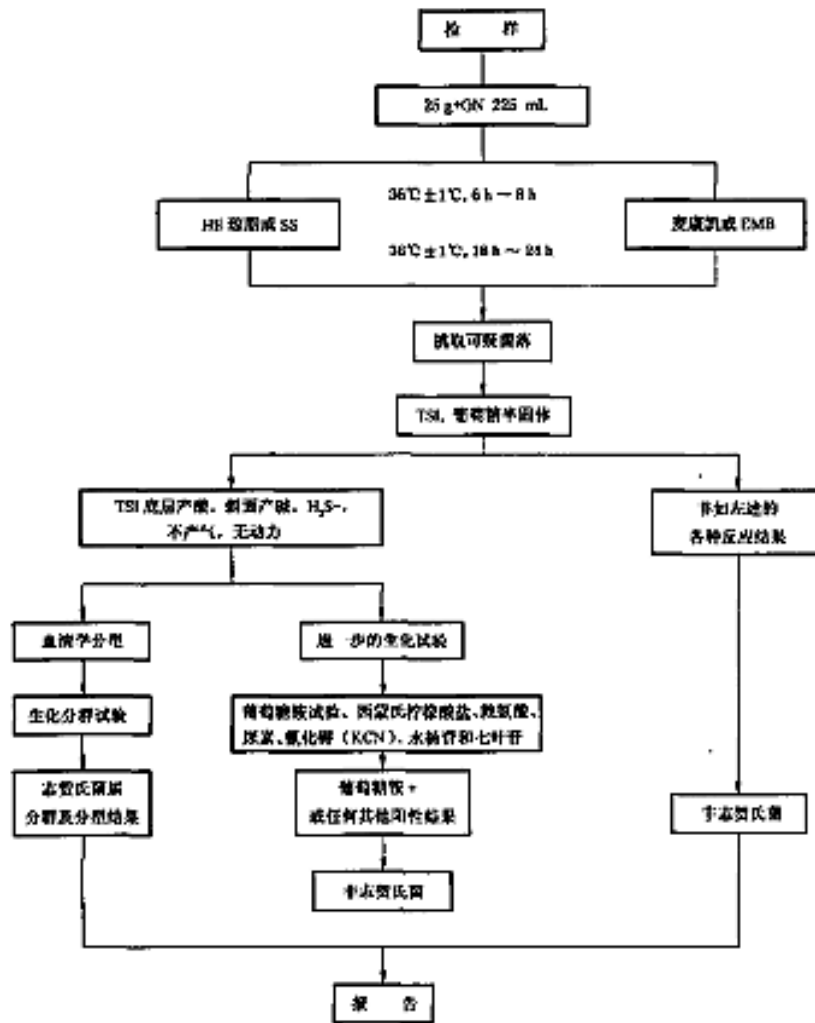 检 样
25 g+GN 225 mL
36℃±1℃, 6 h～8 h
HE 琼脂或 SS
麦康凯或 EMB
36℃±1℃, 18 h～24 h
挑取可疑菌落
TSI, 葡萄糖半固体
TSI 底层产酸, 斜面产碱, H₂S-,
不产气, 无动力
非如左述的
各种反应结果
血清学分型
进一步的生化试验
生化分群试验
葡萄糖铵试验、西蒙氏柠檬酸盐、赖氨酸、
尿素、氰化钾（KCN）、水杨苷和七叶苷
志贺氏菌属
分群及分型结果
葡萄糖铵+
或任何其他阳性结果
非志贺氏菌
非志贺氏菌
报 告